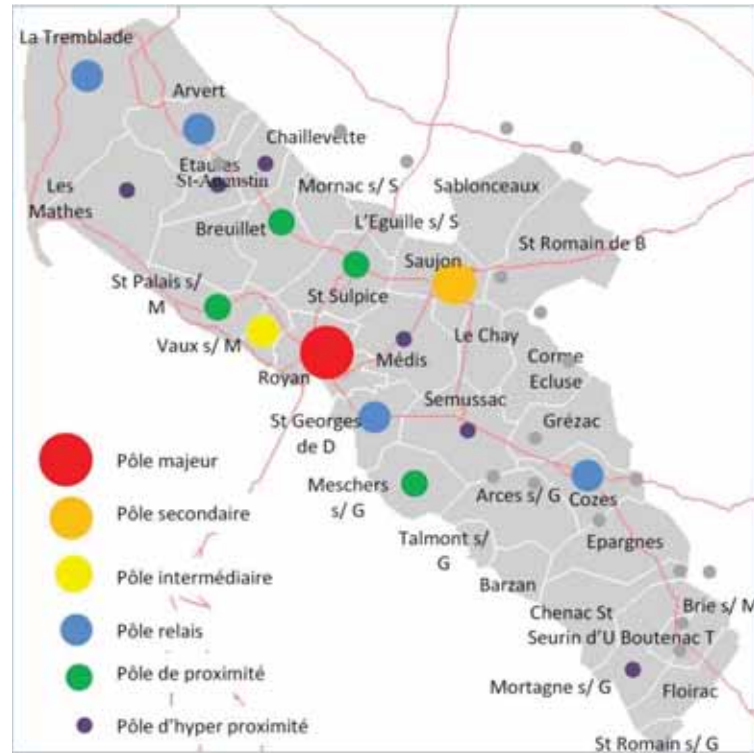 La Tremblade
Arvert
Chaillevette
Etaules
St-Augustin
Les
Mathes
Mornac s/ S
Sablonceaux
L'Eguille s/ S
Breuillet
St Romain de B
Saujon
St Palais s/
M
St Sulpice
Vaux s/ M
Le Chay
Médis
Corme
Ecluse
Royan
Semussac
Grézac
St Georges
de D
Pôle majeur
Meschers
s/ G
Arces s/ G
Cozes
Pôle secondaire
Talmont s/
G
Epargnes
Pôle intermédiaire
Barzan
Chenac St
Seurin d'U
Brie s/ M
Boutenac T
Pôle relais
Pôle de proximité
Mortagne s/ G
Floirac
Pôle d'hyper proximité
St Romain s/ G